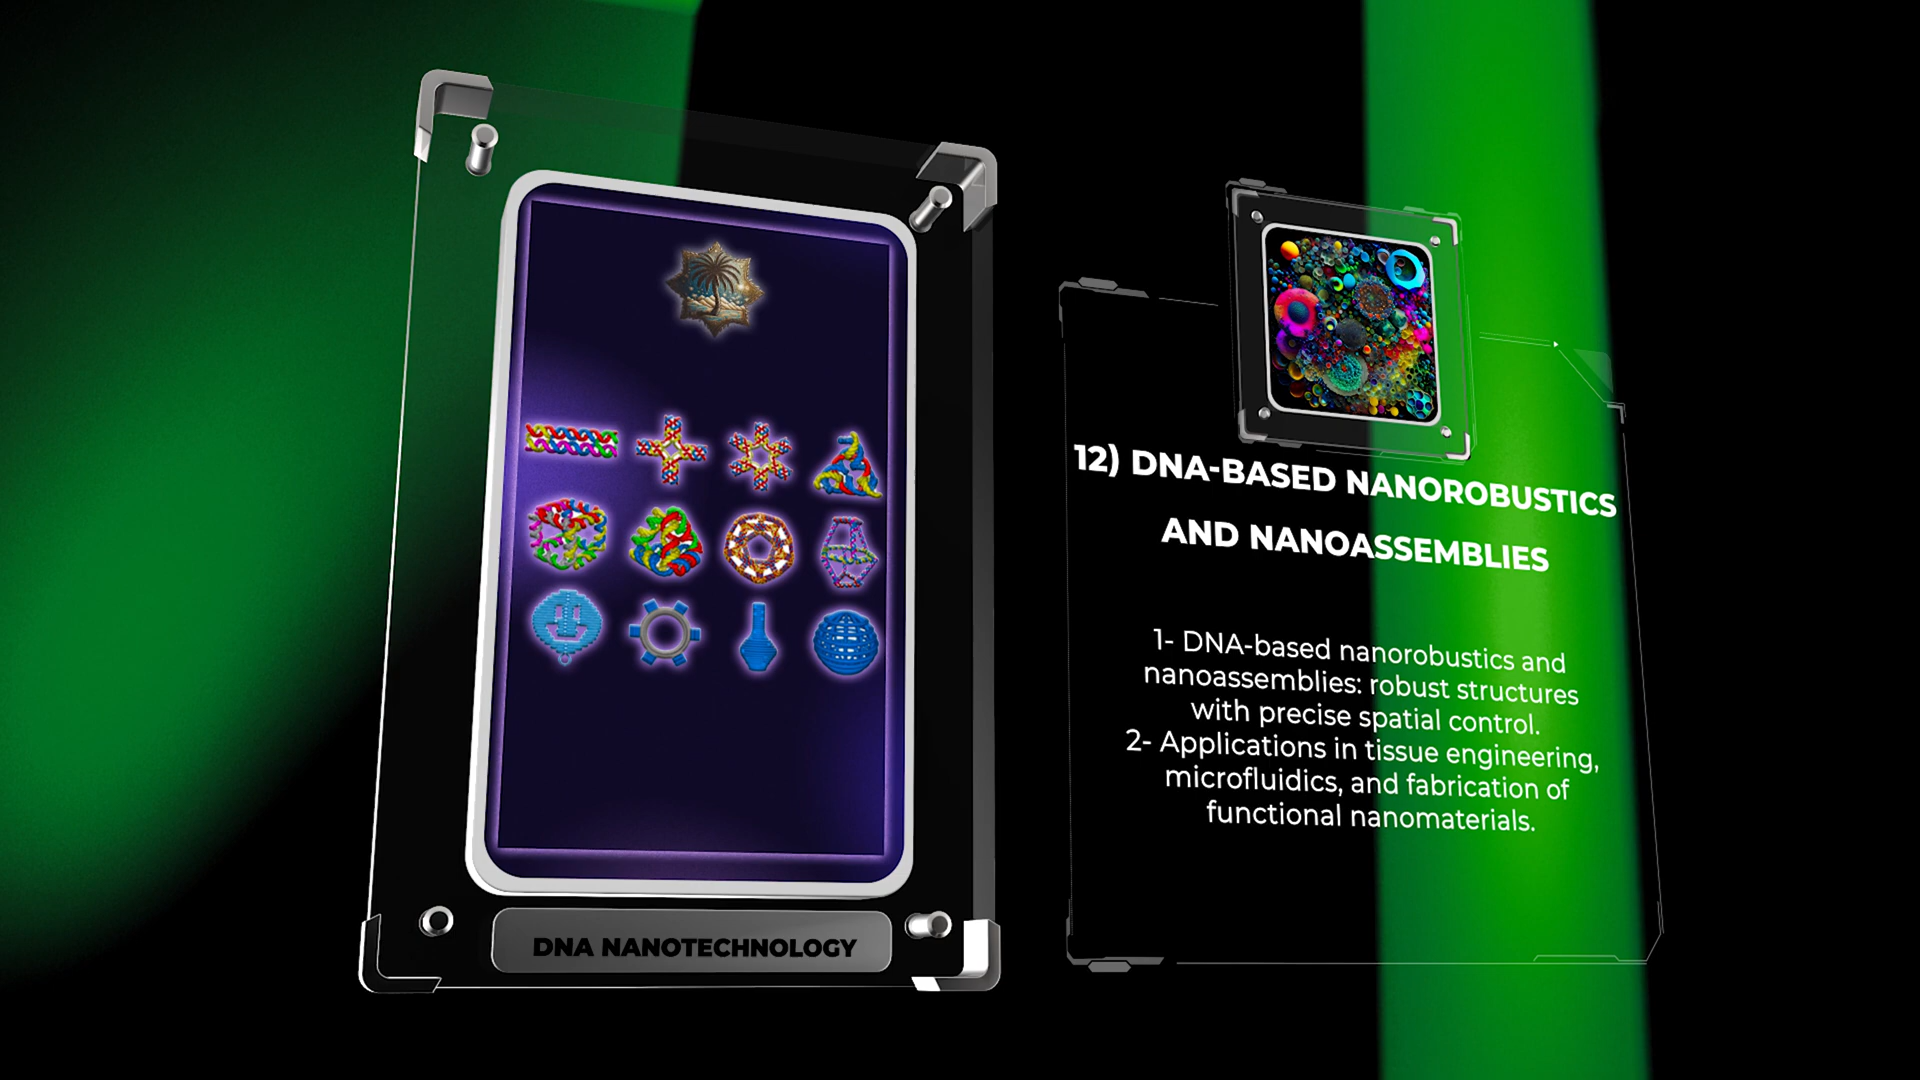 DNA NANOTECHNOLOGY
12) DNA-BASED NANOROBUSTICS
AND NANOASSEMBLIES
1- DNA-based nanorobustics and
nanoassemblies: robust structures
with precise spatial control.
2- Applications in tissue engineering,
microfluidics, and fabrication of
functional nanomaterials.